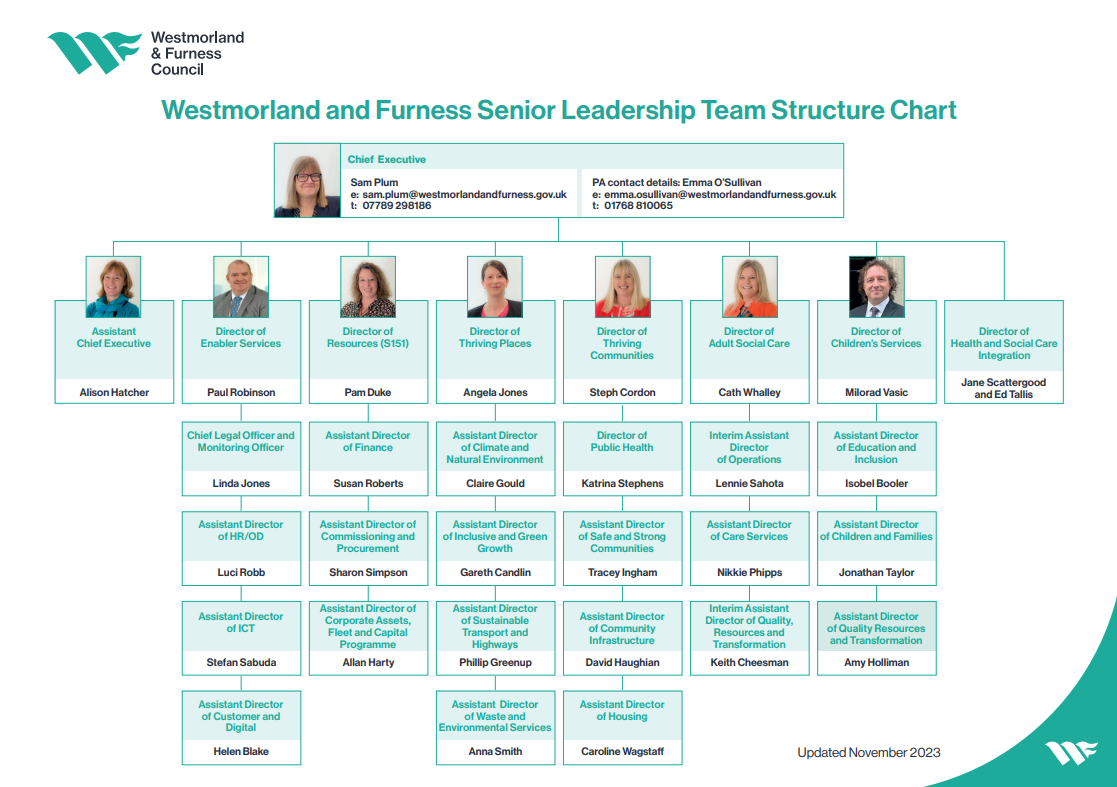 Westmorland
& Furness
Council
Westmorland and Furness Senior Leadership Team Structure Chart
Chief Executive
Sam Plum
e: sam.plum@westmorlandandfurness.gov.uk
t: 07789 298186
PA contact details: Emma O'Sullivan
e: emma.osullivan@westmorlandandfurness.gov.uk
t: 01768 810065
Assistant
Chief Executive
Alison Hatcher
Director of
Enabler Services
Paul Robinson
Director of
Resources (S151)
Pam Duke
Director of
Thriving Places
Angela Jones
Director of
Thriving
Communities
Steph Cordon
Director of
Adult Social Care
Cath Whalley
Director of
Children's Services
Milorad Vasic
Director of
Health and Social Care
Integration
Jane Scattergood
and Ed Tallis
Chief Legal Officer and
Monitoring Officer
Linda Jones
Assistant Director
of Finance
Susan Roberts
Assistant Director
of Climate and
Natural Environment
Claire Gould
Director of
Public Health
Katrina Stephens
Interim Assistant
Director
of Operations
Lennie Sahota
Assistant Director
of Education and
Inclusion
Isobel Booler
Assistant Director
of HR/OD
Luci Robb
Assistant Director of
Commissioning and
Procurement
Sharon Simpson
Assistant Director
of Inclusive and Green
Growth
Gareth Candlin
Assistant Director
of Safe and Strong
Communities
Tracey Ingham
Assistant Director
of Care Services
Nikkie Phipps
Assistant Director
of Children and Families
Jonathan Taylor
Assistant Director
of ICT
Stefan Sabuda
Assistant Director of
Corporate Assets,
Fleet and Capital
Programme
Allan Harty
Assistant Director
of Sustainable
Transport and
Highways
Phillip Greenup
Assistant Director
of Community
Infrastructure
David Haughian
Interim Assistant
Director of Quality,
Resources and
Transformation
Keith Cheesman
Assistant Director
of Quality Resources
and Transformation
Amy Holliman
Assistant Director
of Customer and
Digital
Helen Blake
Assistant Director
of Waste and
Environmental Services
Anna Smith
Assistant Director
of Housing
Caroline Wagstaff
Updated November 2023